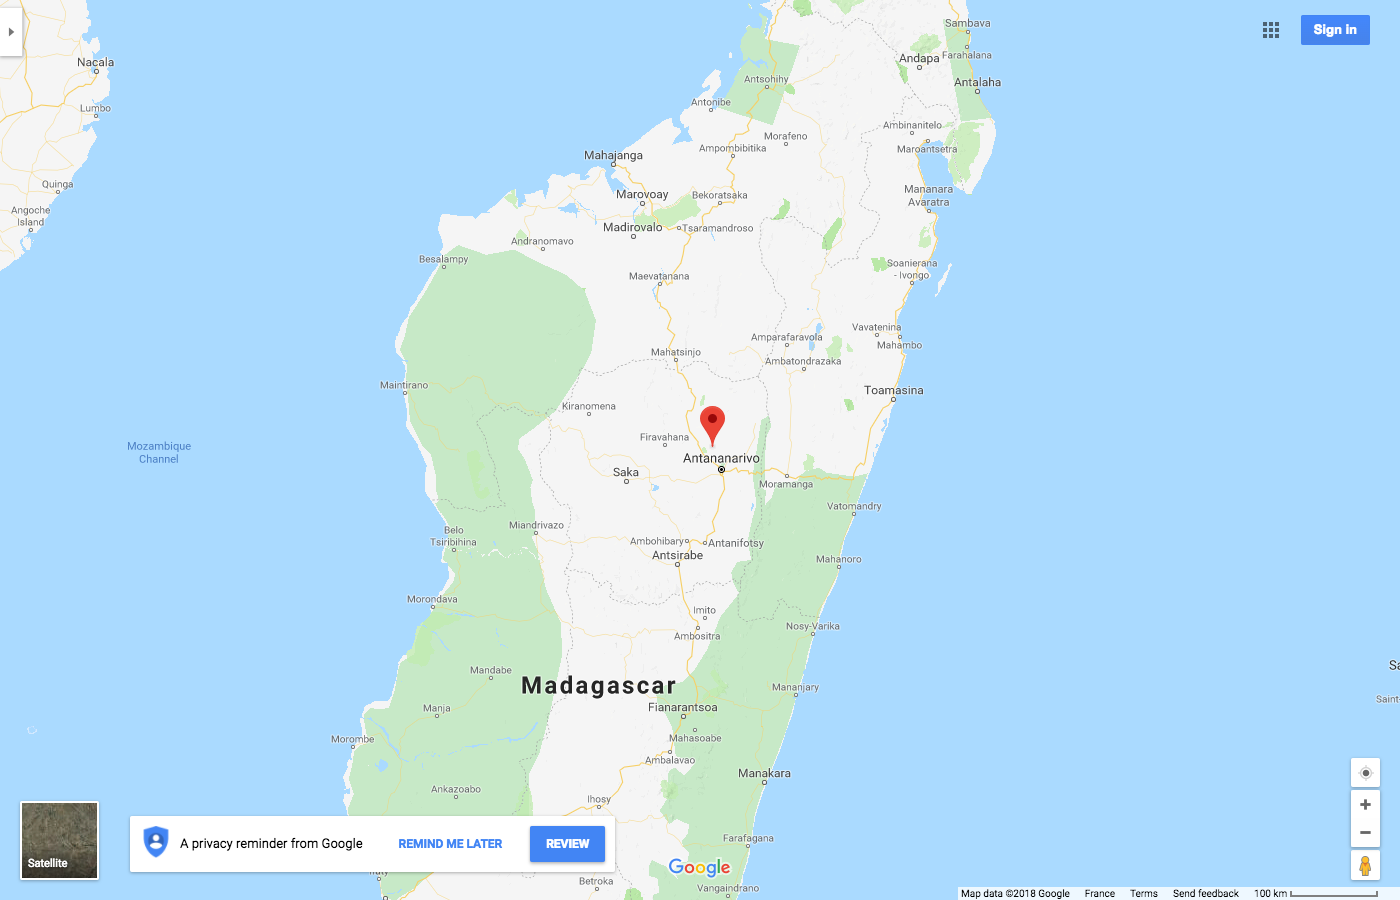 Sambava
Sign in
Nacala
Andapa
Farahalana
Antsohihy
Antalaha
Lumbo
Antonibe
Ambinanitelo
Morafeno
Maroantsetra
Ampombibitika
Mahajanga
Quinga
Mananara
Avaratra
Marovoay
Bekoratsaka
Angoche
Island
Madirovalo
Tsaramandroso
Andranomavo
Besalampy
Soanierana
- Ivongo
Maevatanana
Vavatenina
Amparafaravola
Mahambo
Mahatsinjo
Ambatondrazaka
Maintirano
Toamasina
Kiranomena
Firavahana
Mozambique
Channel
Antananarivo
Saka
Moramanga
Vatomandry
Miandrivazo
Belo
Tsiribihina
Ambohibary
Antanifotsy
Antsirabe
Mahanoro
Morondava
Imito
Nosy-Varika
Ambositra
Mandabe
Sa
Madagascar
Mananjary
Saint-
Manja
Fianarantsoa
Morombe
Mahasoabe
Ambalavao
Manakara
Ankazoabo
Ihosy
Farafagana
A privacy reminder from Google
REMIND ME LATER
REVIEW
Satellite
Google
Betroka
Vangaindrano
Map data ©2018 Google
France
Terms
Send feedback
100 km